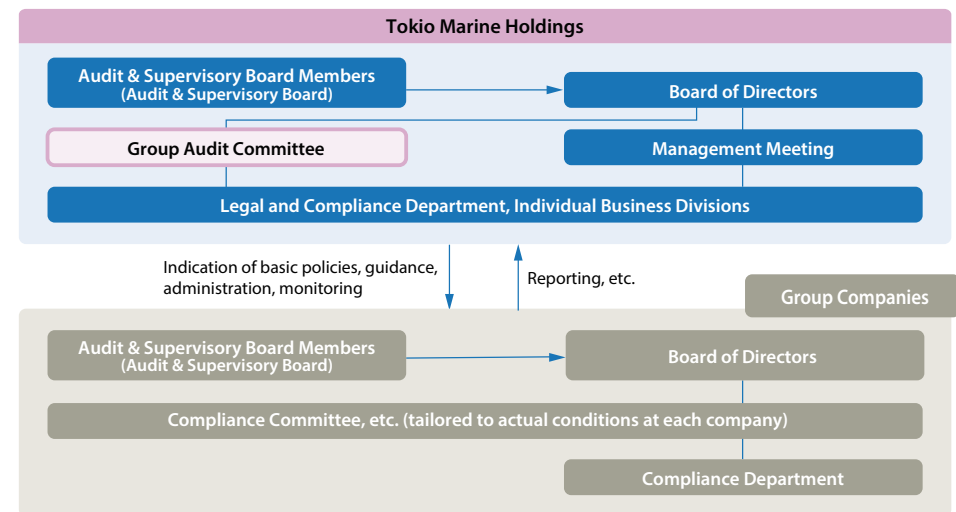 Tokio Marine Holdings
Audit & Supervisory Board Members
(Audit & Supervisory Board)
Board of Directors
Group Audit Committee
Management Meeting
Legal and Compliance Department, Individual Business Divisions
Indication of basic policies, guidance,
administration, monitoring
Reporting, etc.
Group Companies
Audit & Supervisory Board Members
(Audit & Supervisory Board)
Board of Directors
Compliance Committee, etc. (tailored to actual conditions at each company)
Compliance Department